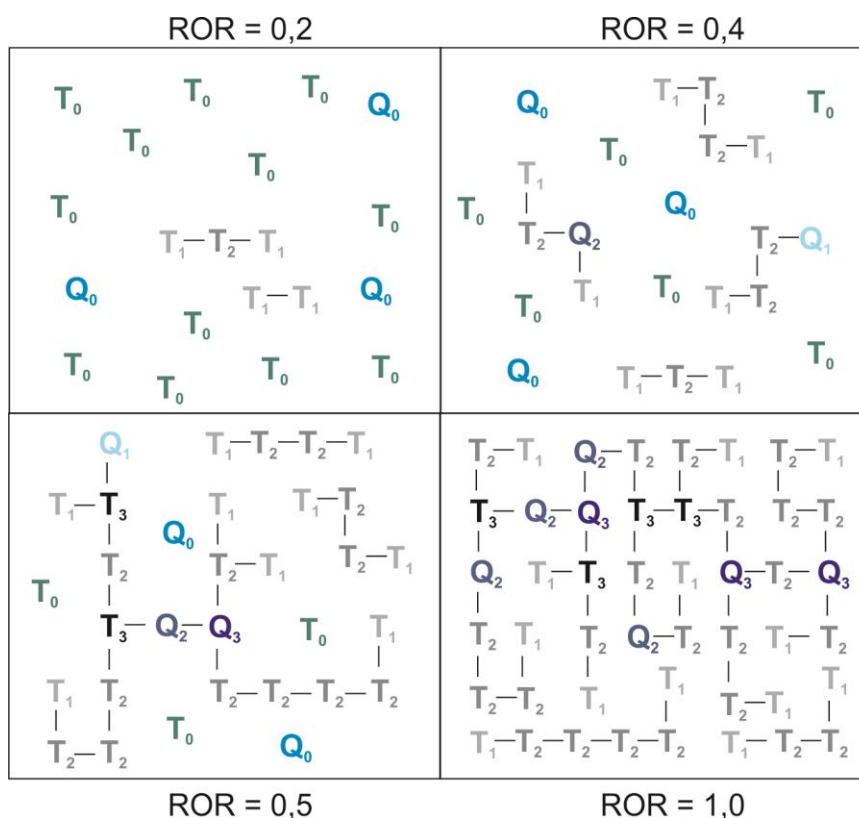 ROR = 0,2
T0 T0 T0 Q0
T0 T0
T0 T0
T1 T2 T1
Q0 T1 T1 Q0
T0
T0 T0 T0 T0
ROR = 0,4
Q0 T1 T2 T0
T0 T2 T1
T1
T0 Q0
T2 Q2 T2 Q1
T1 T0 T1 T2
T0
T0
Q0 T1 T2 T1
Q1 T1 T2 T2 T1
T1 T3 Q0 T1 T1 T2
T2 T2 T1 T2 T1
T0
T3 Q2 Q3 T0 T1
T1 T2 T2 T2 T2 T2
T0
T2 T2 Q0
ROR = 0,5
T2 T1 Q2 T2 T2 T1 T2 T1
T3 Q2 Q3 T3 T3 T2 T2 T2
Q2 T1 T3 T2 T1 Q3 T2 Q3
T2 T1 T2 Q2 T2 T2 T1 T2
T2 T2 T1 T1 T2 T1 T1
T1 T2 T2 T2 T2 T1 T2 T2
ROR = 1,0